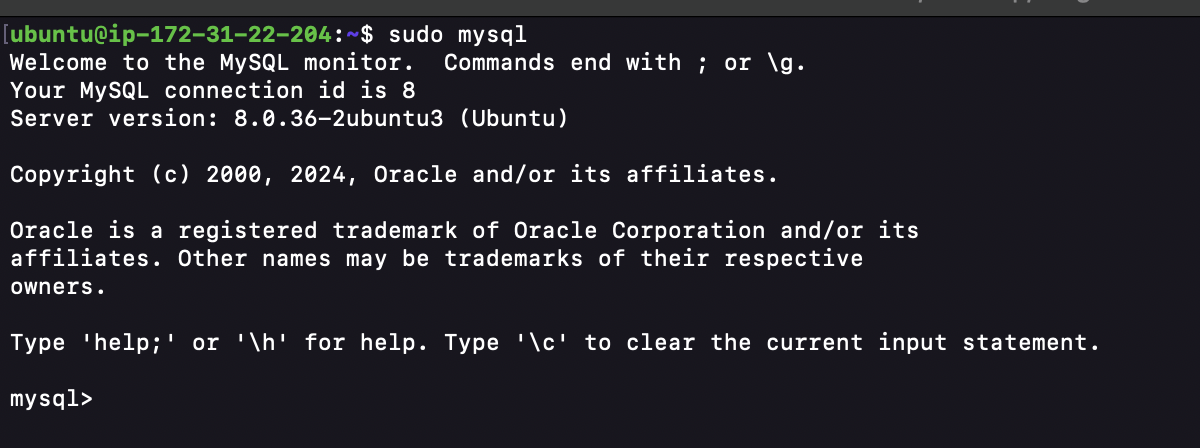 [ubuntu@ip-172-31-22-204:~$ sudo mysql
Welcome to the MySQL monitor.  Commands end with ; or \g.
Your MySQL connection id is 8
Server version: 8.0.36-2ubuntu3 (Ubuntu)

Copyright (c) 2000, 2024, Oracle and/or its affiliates.

Oracle is a registered trademark of Oracle Corporation and/or its
affiliates. Other names may be trademarks of their respective
owners.

Type 'help;' or '\h' for help. Type '\c' to clear the current input statement.

mysql>